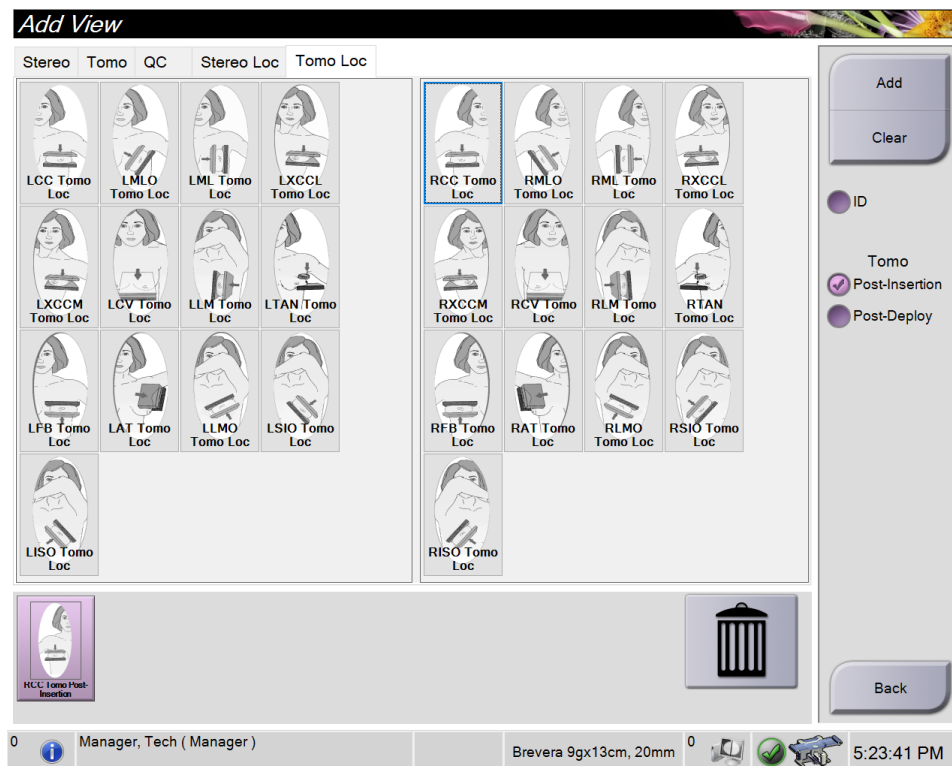 Add View
Stereo Tomo QC Stereo Loc Tomo Loc
LCC Tomo
Loc
LMLO
Tomo Loc
LML Tomo
Loc
LXCCL
Tomo Loc
RCC Tomo
Loc
RMLO
Tomo Loc
RML Tomo
Loc
RXCCL
Tomo Loc
LXCCM
Tomo Loc
LCV Tomo
Loc
LLM Tomo
Loc
LTAN Tomo
Loc
RXCCM
Tomo Loc
RCV Tomo
Loc
RLM Tomo
Loc
RTAN
Tomo Loc
LFB Tomo
Loc
LAT Tomo
Loc
LLMO
Tomo Loc
LSIO Tomo
Loc
RFB Tomo
Loc
RAT Tomo
Loc
RLMO
Tomo Loc
RSIO Tomo
Loc
LISO Tomo
Loc
RISO Tomo
Loc
Add
Clear
ID
Tomo
Post-Insertion
Post-Deploy
RCC Tomo Post-
Insertion
Back
0 Manager, Tech ( Manager ) Brevera 9gx13cm, 20mm 0 5:23:41 PM